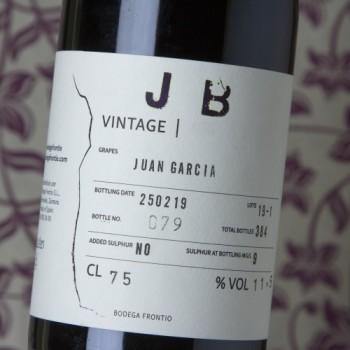 J B
VINTAGE |
GRAPES
JUAN GARCIA
BOTTLING DATE 250219 LOTE 19-1
BOTTLE NO. 079 TOTAL BOTTLES 384
ADDED SULPHUR NO SULPHUR AT BOTTLING MG/L 9
CL 75 % VOL 11.5
BODEGA FRONTIO